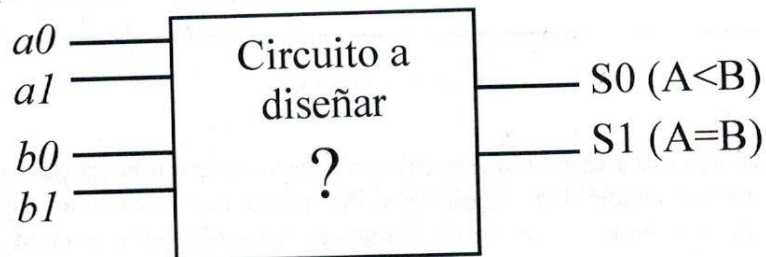 a0
a1
b0
b1
Circuito a
diseñar
?
S0 (A<B)
S1 (A=B)